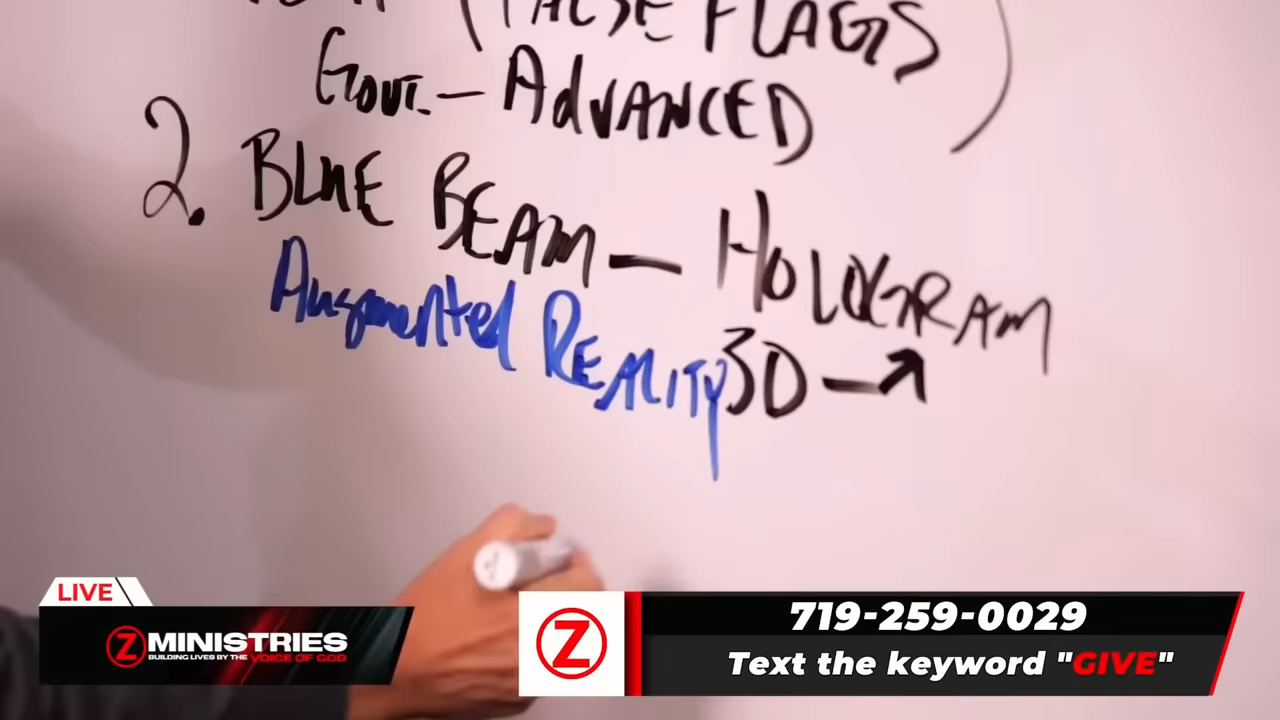 (FALSE FLAGS)
GOVT. — ADVANCED
2. BLUE BEAM — HOLOGRAM
Augmented REALITY 3D →
LIVE
Z MINISTRIES
BUILDING LIVES BY THE VOICE OF GOD
Z
719-259-0029
Text the keyword "GIVE"